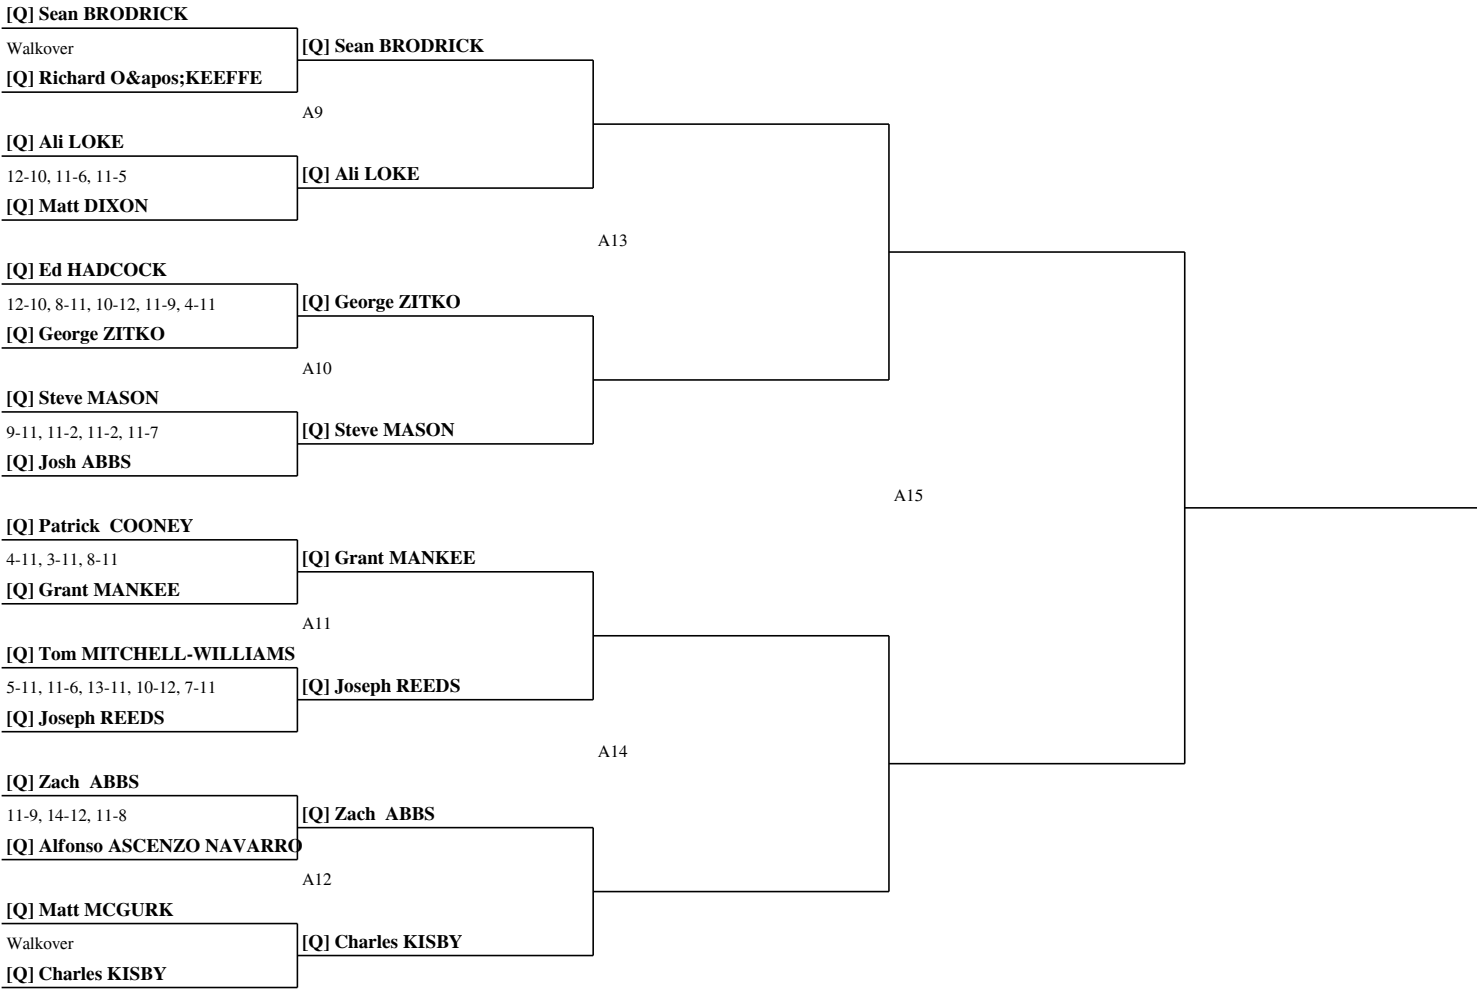 [Q] Sean BRODRICK
Walkover
[Q] Richard O&apos;KEEFFE
[Q] Ali LOKE
12-10, 11-6, 11-5
[Q] Matt DIXON
[Q] Ed HADCOCK
12-10, 8-11, 10-12, 11-9, 4-11
[Q] George ZITKO
[Q] Steve MASON
9-11, 11-2, 11-2, 11-7
[Q] Josh ABBS
[Q] Patrick  COONEY
4-11, 3-11, 8-11
[Q] Grant MANKEE
[Q] Tom MITCHELL-WILLIAMS
5-11, 11-6, 13-11, 10-12, 7-11
[Q] Joseph REEDS
[Q] Zach  ABBS
11-9, 14-12, 11-8
[Q] Alfonso ASCENZO NAVARRO
[Q] Matt MCGURK
Walkover
[Q] Charles KISBY
[Q] Sean BRODRICK
A9
[Q] Ali LOKE
[Q] George ZITKO
A10
[Q] Steve MASON
[Q] Grant MANKEE
A11
[Q] Joseph REEDS
[Q] Zach  ABBS
A12
[Q] Charles KISBY
A13
A14
A15